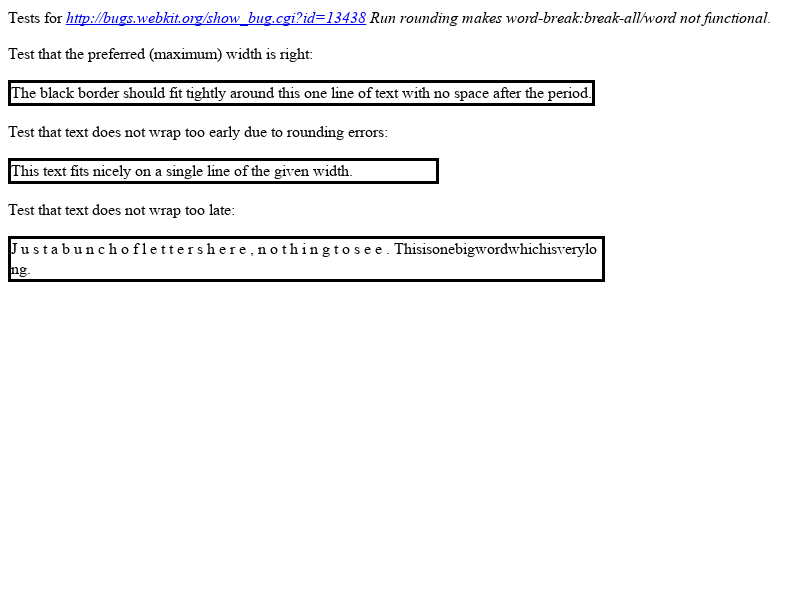 Tests for http://bugs.webkit.org/show_bug.cgi?id=13438 Run rounding makes word-break:break-all/word not functional.
Test that the preferred (maximum) width is right:
The black border should fit tightly around this one line of text with no space after the period.
Test that text does not wrap too early due to rounding errors:
This text fits nicely on a single line of the given width.
Test that text does not wrap too late:
J u s t a b u n c h o f l e t t e r s h e r e , n o t h i n g t o s e e . Thisisonebigwordwhichisverylo
ng.